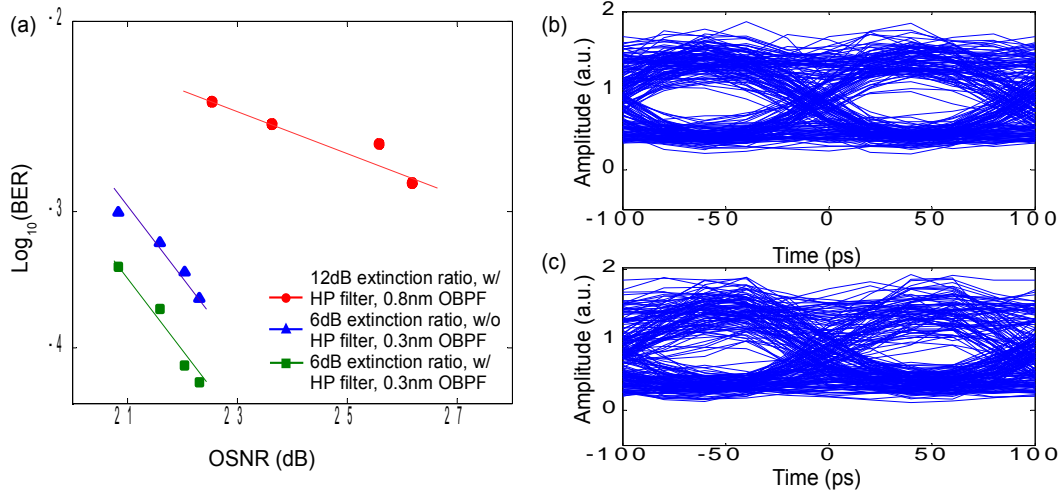 (a)
-2
-3
-4
Log₁₀(BER)
21 23 25 27
OSNR (dB)
12dB extinction ratio, w/
HP filter, 0.8nm OBPF
6dB extinction ratio, w/o
HP filter, 0.3nm OBPF
6dB extinction ratio, w/
HP filter, 0.3nm OBPF
(b)
2
1
0
Amplitude (a.u.)
-100 -50 0 50 100
Time (ps)
(c)
2
1
0
Amplitude (a.u.)
-100 -50 0 50 100
Time (ps)